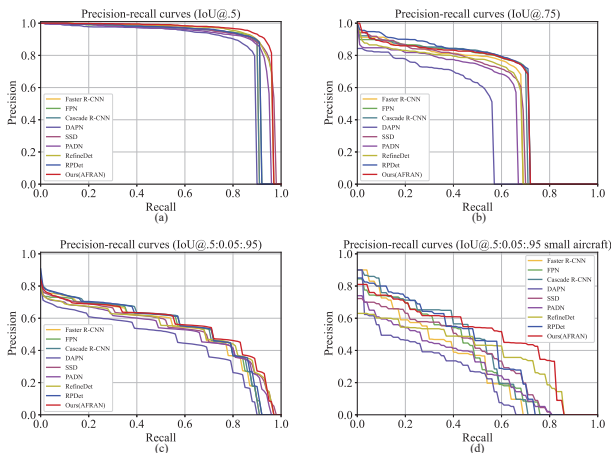 Precision-recall curves (IoU@.5)
1.0
0.8
0.6
0.4
0.2
0.0
Precision
Faster R-CNN
FPN
Cascade R-CNN
DAPN
SSD
PADN
RefineDet
RPDet
Ours(AFRAN)
0.0 0.2 0.4 0.6 0.8 1.0
Recall
(a)
Precision-recall curves (IoU@.75)
1.0
0.8
0.6
0.4
0.2
0.0
Precision
Faster R-CNN
FPN
Cascade R-CNN
DAPN
SSD
PADN
RefineDet
RPDet
Ours(AFRAN)
0.0 0.2 0.4 0.6 0.8 1.0
Recall
(b)
Precision-recall curves (IoU@.5:0.05:.95)
1.0
0.8
0.6
0.4
0.2
0.0
Precision
Faster R-CNN
FPN
Cascade R-CNN
DAPN
SSD
PADN
RefineDet
RPDet
Ours(AFRAN)
0.0 0.2 0.4 0.6 0.8 1.0
Recall
(c)
Precision-recall curves (IoU@.5:0.05:.95 small aircraft)
1.0
0.8
0.6
0.4
0.2
0.0
Precision
Faster R-CNN
FPN
Cascade R-CNN
DAPN
SSD
PADN
RefineDet
RPDet
Ours(AFRAN)
0.0 0.2 0.4 0.6 0.8 1.0
Recall
(d)